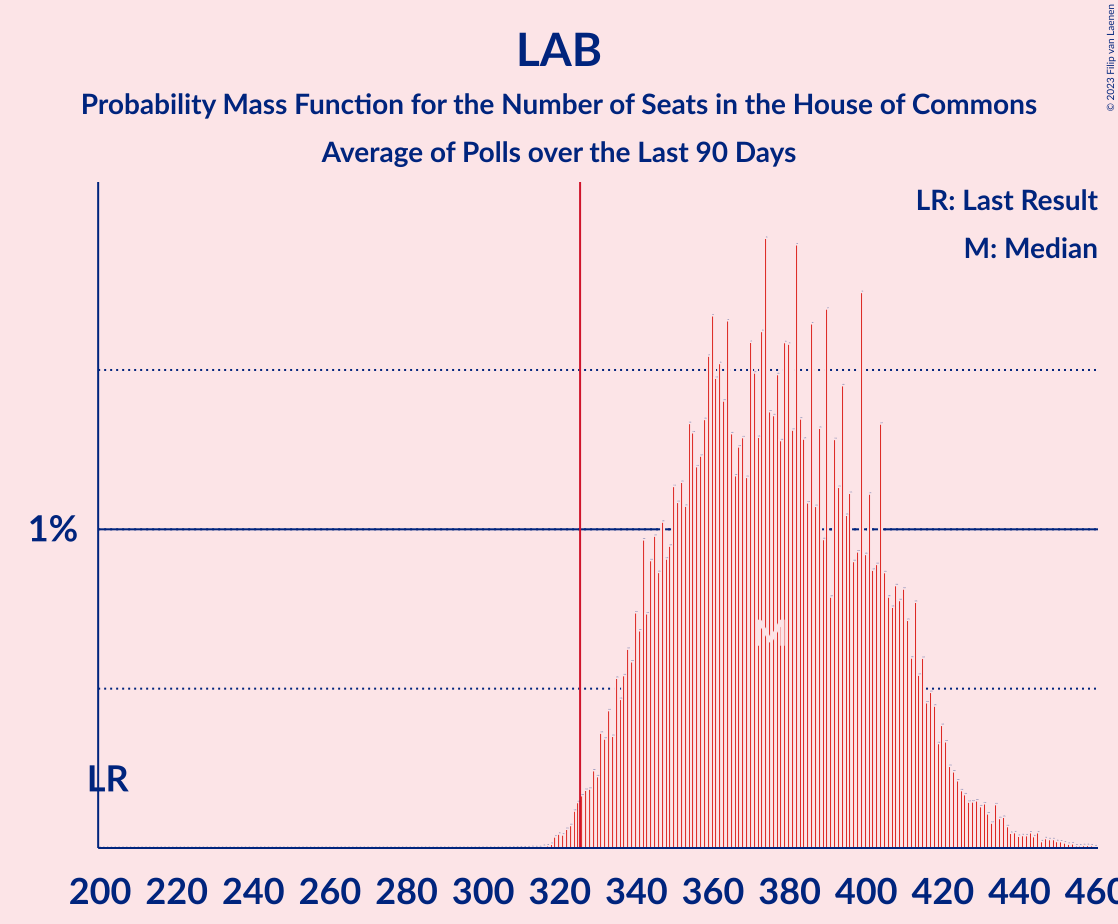 LAB
Probability Mass Function for the Number of Seats in the House of Commons
Average of Polls over the Last 90 Days
© 2023 Filip van Laenen
LR: Last Result
M: Median
1%
M
LR
200 220 240 260 280 300 320 340 360 380 400 420 440 460